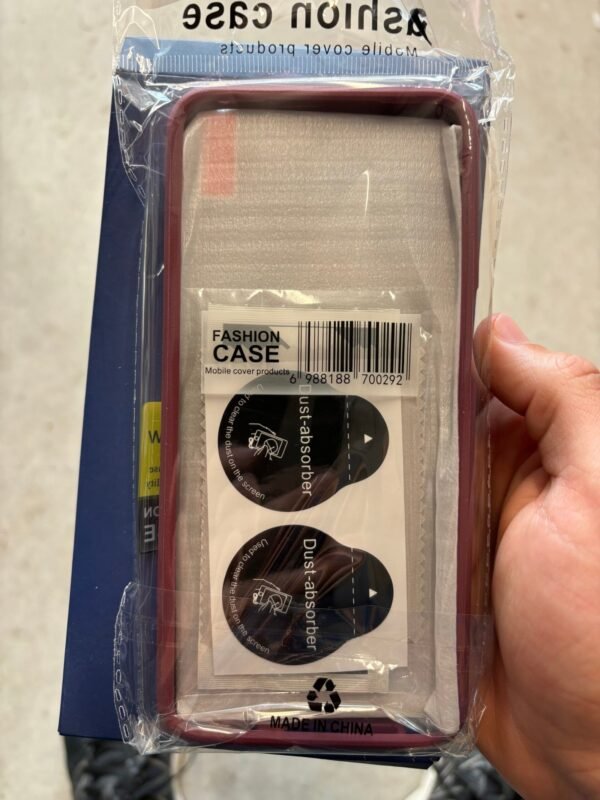 ashion case
Mobile cover products
FASHION
CASE
Mobile cover products
6 988188 700292
Used to clear the dust on the screen
Dust-absorber
Used to clear the dust on the screen
Dust-absorber
MADE IN CHINA